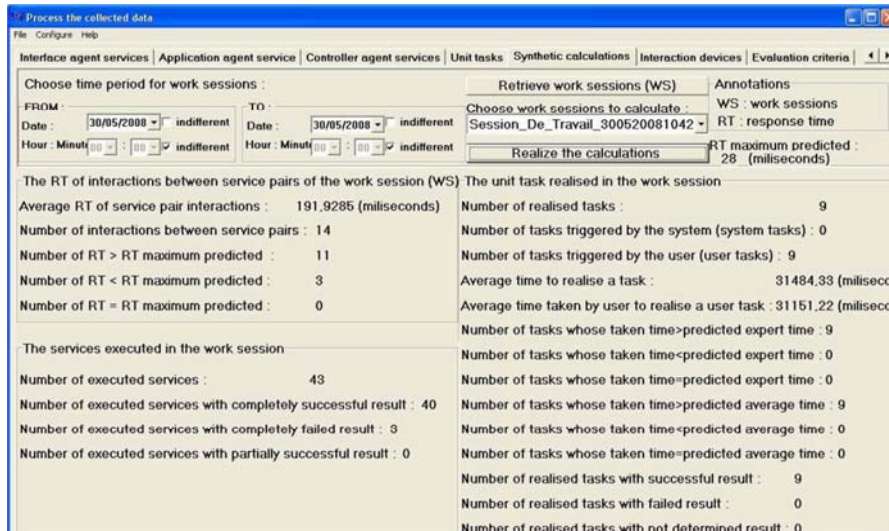 Process the collected data
File Configure Help
Interface agent services Application agent service Controller agent services Unit tasks Synthetic calculations Interaction devices Evaluation criteria
Choose time period for work sessions :
FROM :
Date : 30/05/2008 indifferent
Hour : Minut 00 : 00 indifferent
TO :
Date : 30/05/2008 indifferent
Hour : Minut 00 : 00 indifferent
Retrieve work sessions (WS)
Choose work sessions to calculate :
Session_De_Travail_300520081042
Realize the calculations
Annotations
WS : work sessions
RT : response time
RT maximum predicted :
28 (miliseconds)
The RT of interactions between service pairs of the work session (WS)
Average RT of service pair interactions : 191,9285 (miliseconds)
Number of interactions between service pairs : 14
Number of RT > RT maximum predicted : 11
Number of RT < RT maximum predicted : 3
Number of RT = RT maximum predicted : 0
The services executed in the work session
Number of executed services : 43
Number of executed services with completely successful result : 40
Number of executed services with completely failed result : 3
Number of executed services with partially successful result : 0
The unit task realised in the work session
Number of realised tasks : 9
Number of tasks triggered by the system (system tasks) : 0
Number of tasks triggered by the user (user tasks) : 9
Average time to realise a task : 31484,33 (milisec
Average time taken by user to realise a user task : 31151,22 (milisec
Number of tasks whose taken time>predicted expert time : 9
Number of tasks whose taken time<predicted expert time : 0
Number of tasks whose taken time=predicted expert time : 0
Number of tasks whose taken time>predicted average time : 9
Number of tasks whose taken time<predicted average time : 0
Number of tasks whose taken time=predicted average time : 0
Number of realised tasks with successful result : 9
Number of realised tasks with failed result : 0
Number of realised tasks with not determined result : 0